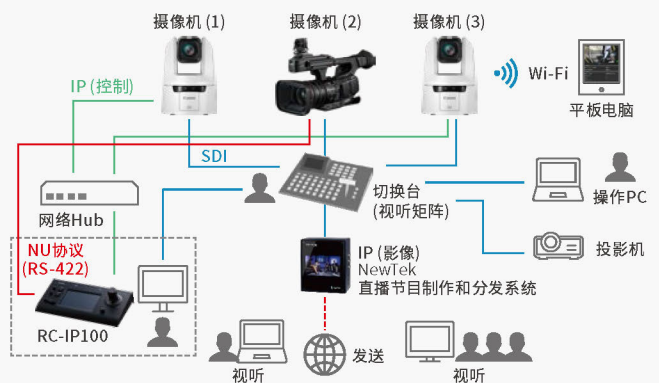 摄像机 (1)
摄像机 (2)
摄像机 (3)
IP (控制)
Wi-Fi
平板电脑
SDI
切换台
(视听矩阵)
操作PC
网络Hub
投影机
NU协议
(RS-422)
IP (影像)
NewTek
直播节目制作和分发系统
RC-IP100
视听
发送
视听